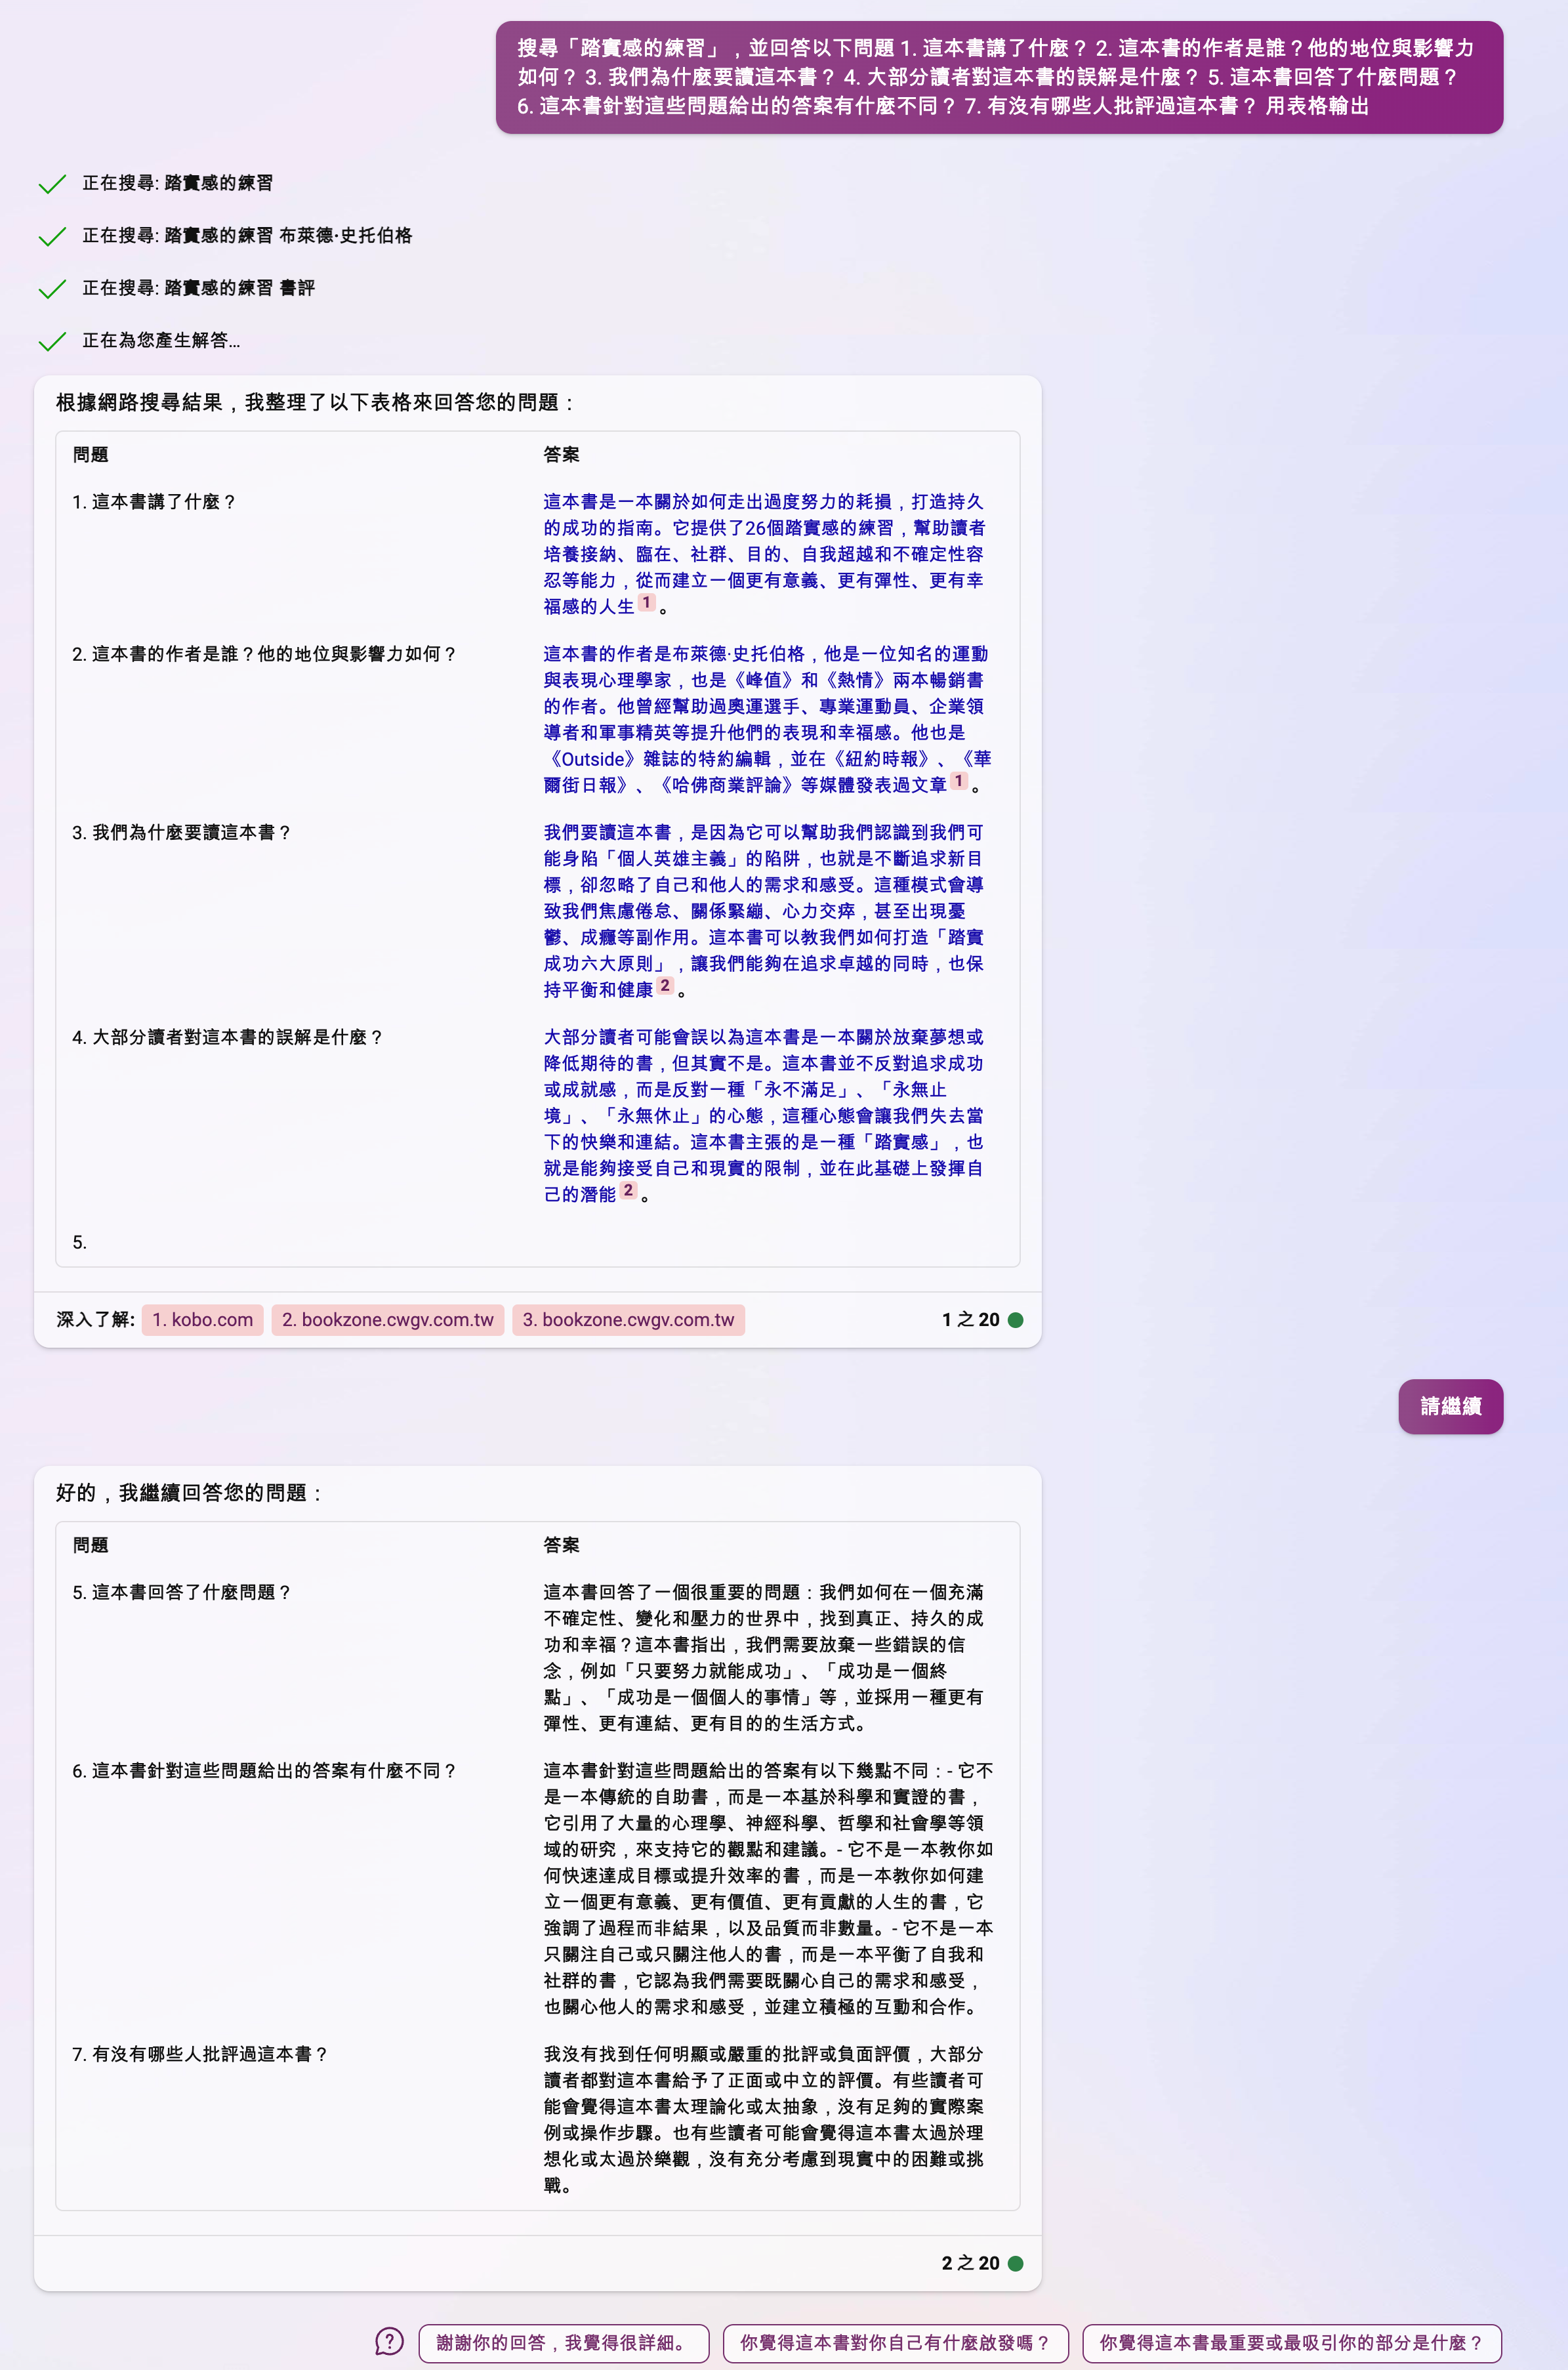 搜尋「踏實感的練習」，並回答以下問題 1. 這本書講了什麼？ 2. 這本書的作者是誰？他的地位與影響力
如何？ 3. 我們為什麼要讀這本書？ 4. 大部分讀者對這本書的誤解是什麼？ 5. 這本書回答了什麼問題？
6. 這本書針對這些問題給出的答案有什麼不同？ 7. 有沒有哪些人批評過這本書？ 用表格輸出
正在搜尋: 踏實感的練習
正在搜尋: 踏實感的練習 布萊德·史托伯格
正在搜尋: 踏實感的練習 書評
正在為您產生解答...
根據網路搜尋結果，我整理了以下表格來回答您的問題：
問題
答案
1. 這本書講了什麼？
這本書是一本關於如何走出過度努力的耗損，打造持久
的成功的指南。它提供了26個踏實感的練習，幫助讀者
培養接納、臨在、社群、目的、自我超越和不確定性容
忍等能力，從而建立一個更有意義、更有彈性、更有幸
福感的人生 1 。
2. 這本書的作者是誰？他的地位與影響力如何？
這本書的作者是布萊德·史托伯格，他是一位知名的運動
與表現心理學家，也是《峰值》和《熱情》兩本暢銷書
的作者。他曾經幫助過奧運選手、專業運動員、企業領
導者和軍事精英等提升他們的表現和幸福感。他也是
《Outside》雜誌的特約編輯，並在《紐約時報》、《華
爾街日報》、《哈佛商業評論》等媒體發表過文章 1 。
3. 我們為什麼要讀這本書？
我們要讀這本書，是因為它可以幫助我們認識到我們可
能身陷「個人英雄主義」的陷阱，也就是不斷追求新目
標，卻忽略了自己和他人的需求和感受。這種模式會導
致我們焦慮倦怠、關係緊繃、心力交瘁，甚至出現憂
鬱、成癮等副作用。這本書可以教我們如何打造「踏實
成功六大原則」，讓我們能夠在追求卓越的同時，也保
持平衡和健康 2 。
4. 大部分讀者對這本書的誤解是什麼？
大部分讀者可能會誤以為這本書是一本關於放棄夢想或
降低期待的書，但其實不是。這本書並不反對追求成功
或成就感，而是反對一種「永不滿足」、「永無止
境」、「永無休止」的心態，這種心態會讓我們失去當
下的快樂和連結。這本書主張的是一種「踏實感」，也
就是能夠接受自己和現實的限制，並在此基礎上發揮自
己的潛能 2 。
5.
深入了解: 1. kobo.com 2. bookzone.cwgv.com.tw 3. bookzone.cwgv.com.tw 1 之 20
請繼續
好的，我繼續回答您的問題：
問題
答案
5. 這本書回答了什麼問題？
這本書回答了一個很重要的問題：我們如何在一個充滿
不確定性、變化和壓力的世界中，找到真正、持久的成
功和幸福？這本書指出，我們需要放棄一些錯誤的信
念，例如「只要努力就能成功」、「成功是一個終
點」、「成功是一個個人的事情」等，並採用一種更有
彈性、更有連結、更有目的的生活方式。
6. 這本書針對這些問題給出的答案有什麼不同？
這本書針對這些問題給出的答案有以下幾點不同：- 它不
是一本傳統的自助書，而是一本基於科學和實證的書，
它引用了大量的心理學、神經科學、哲學和社會學等領
域的研究，來支持它的觀點和建議。- 它不是一本教你如
何快速達成目標或提升效率的書，而是一本教你如何建
立一個更有意義、更有價值、更有貢獻的人生的書，它
強調了過程而非結果，以及品質而非數量。- 它不是一本
只關注自己或只關注他人的書，而是一本平衡了自我和
社群的書，它認為我們需要既關心自己的需求和感受，
也關心他人的需求和感受，並建立積極的互動和合作。
7. 有沒有哪些人批評過這本書？
我沒有找到任何明顯或嚴重的批評或負面評價，大部分
讀者都對這本書給予了正面或中立的評價。有些讀者可
能會覺得這本書太理論化或太抽象，沒有足夠的實際案
例或操作步驟。也有些讀者可能會覺得這本書太過於理
想化或太過於樂觀，沒有充分考慮到現實中的困難或挑
戰。
2 之 20
謝謝你的回答，我覺得很詳細。 你覺得這本書對你自己有什麼啟發嗎？ 你覺得這本書最重要或最吸引你的部分是什麼？